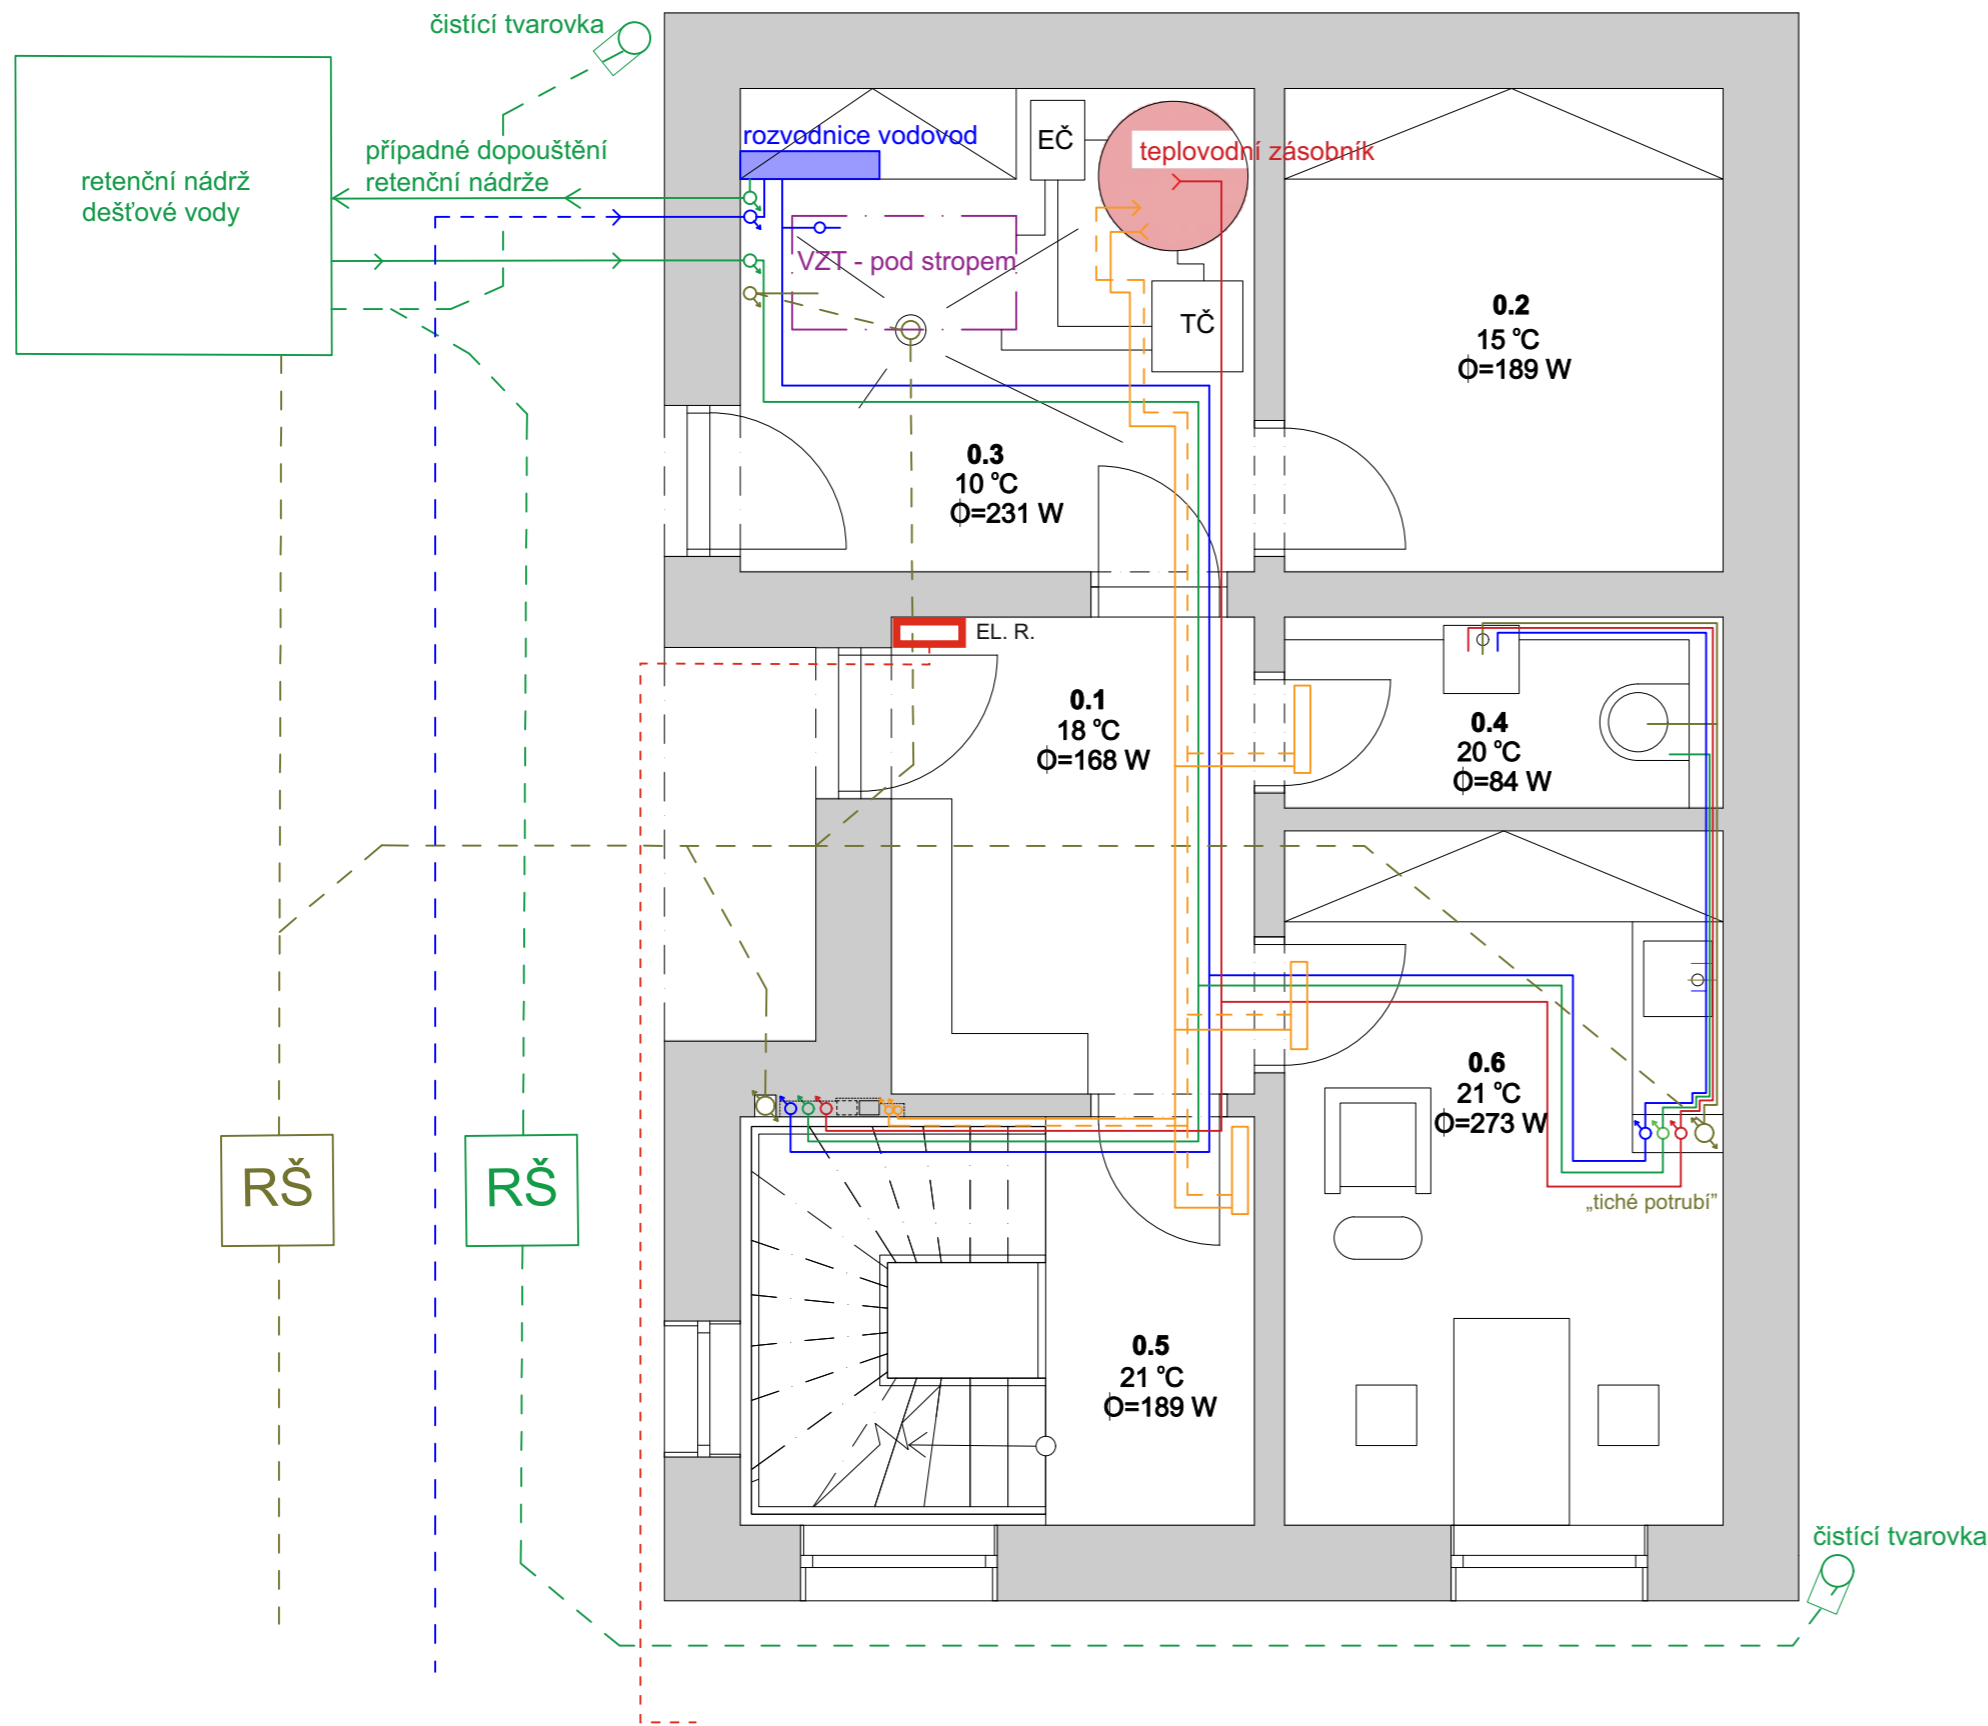 čistící tvarovka
retenční nádrž
dešťové vody
případné dopouštění
retenční nádrže
rozvodnice vodovod
EČ
teplovodní zásobník
VZT - pod stropem
TČ
0.2
15 °C
Φ=189 W
0.3
10 °C
Φ=231 W
EL. R.
0.1
18 °C
Φ=168 W
0.4
20 °C
Φ=84 W
0.6
21 °C
Φ=273 W
RŠ
RŠ
„tiché potrubí”
0.5
21 °C
Φ=189 W
čistící tvarovka